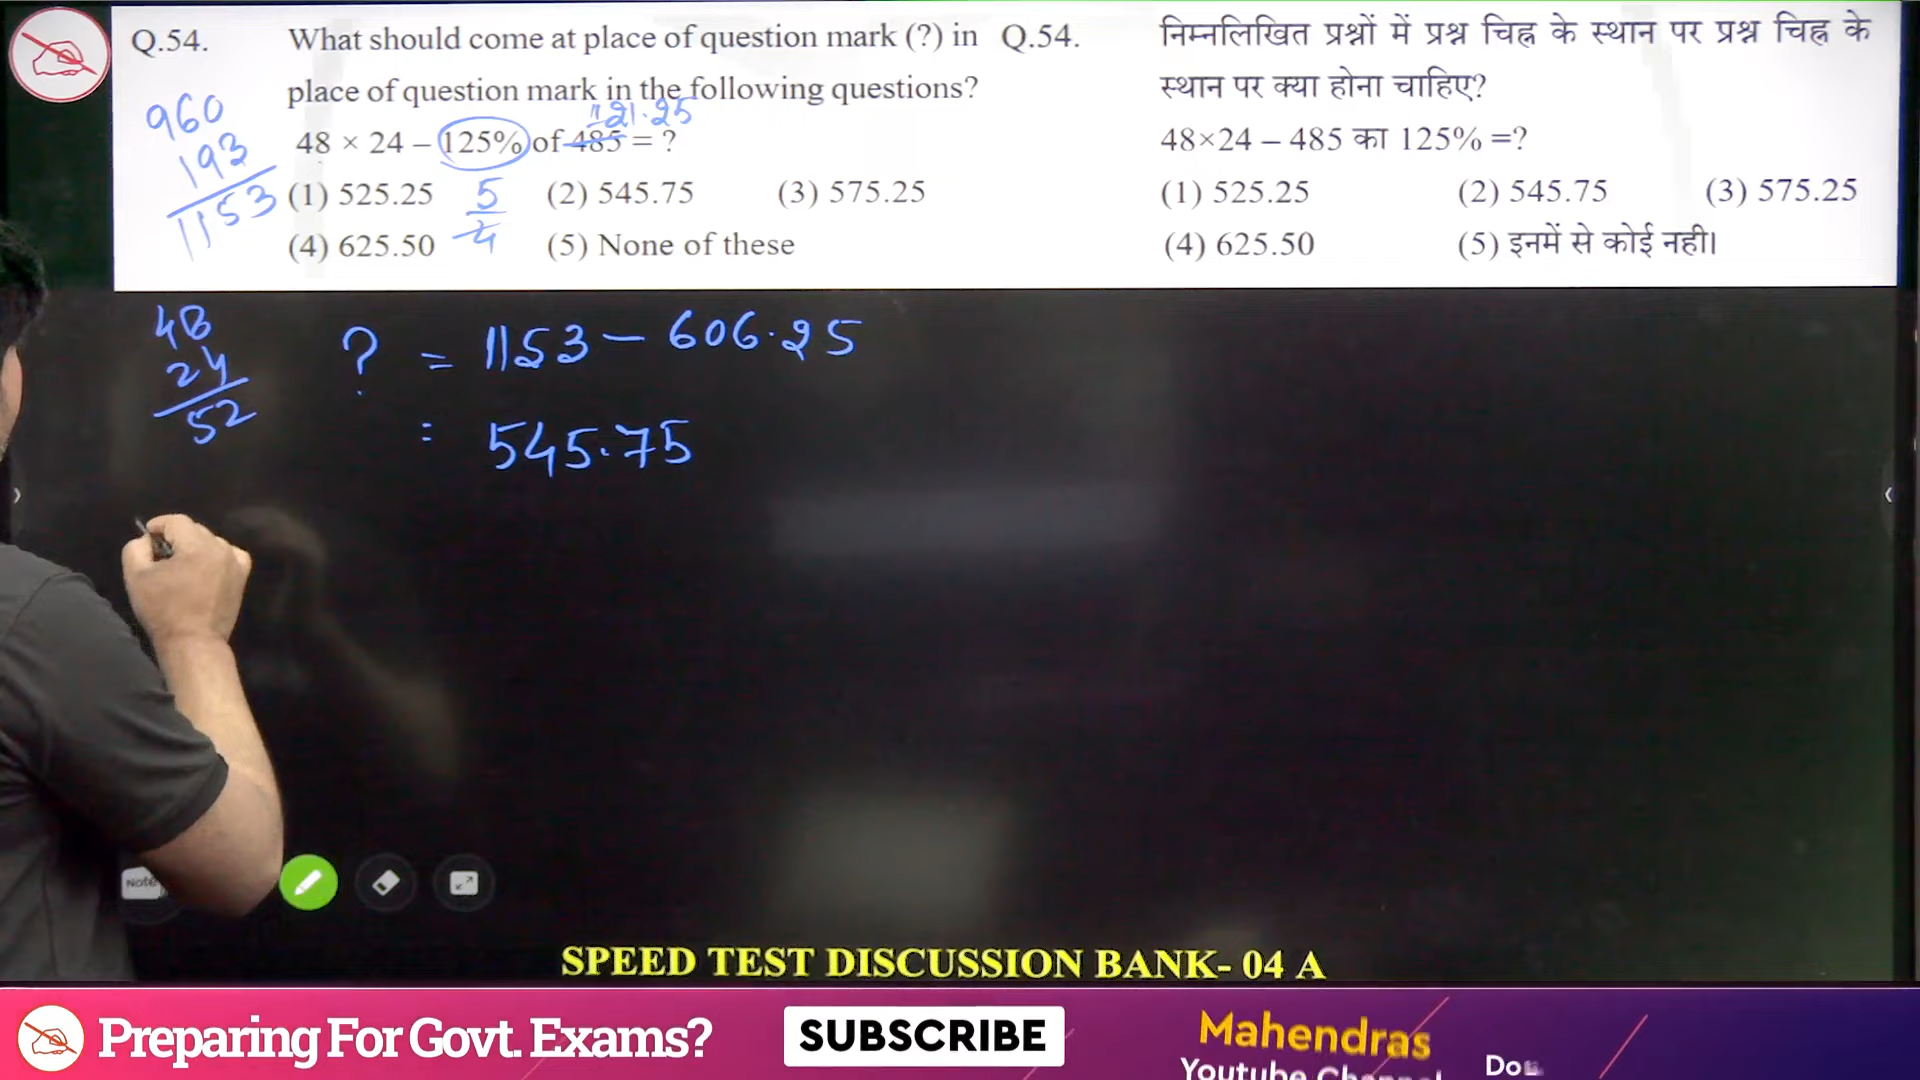 Q.54. What should come at place of question mark (?) in
place of question mark in the following questions?
48 × 24 – 125% of 485 = ?
(1) 525.25 (2) 545.75 (3) 575.25
(4) 625.50 (5) None of these
Q.54. निम्नलिखित प्रश्नों में प्रश्न चिह्न के स्थान पर प्रश्न चिह्न के
स्थान पर क्या होना चाहिए?
48×24 – 485 का 125% =?
(1) 525.25 (2) 545.75 (3) 575.25
(4) 625.50 (5) इनमें से कोई नही।
960
193
1153
121.25
5
4
48
24
52
? = 1153 – 606.25
= 545.75
Note
SPEED TEST DISCUSSION BANK- 04 A
Preparing For Govt. Exams?
SUBSCRIBE
Mahendras